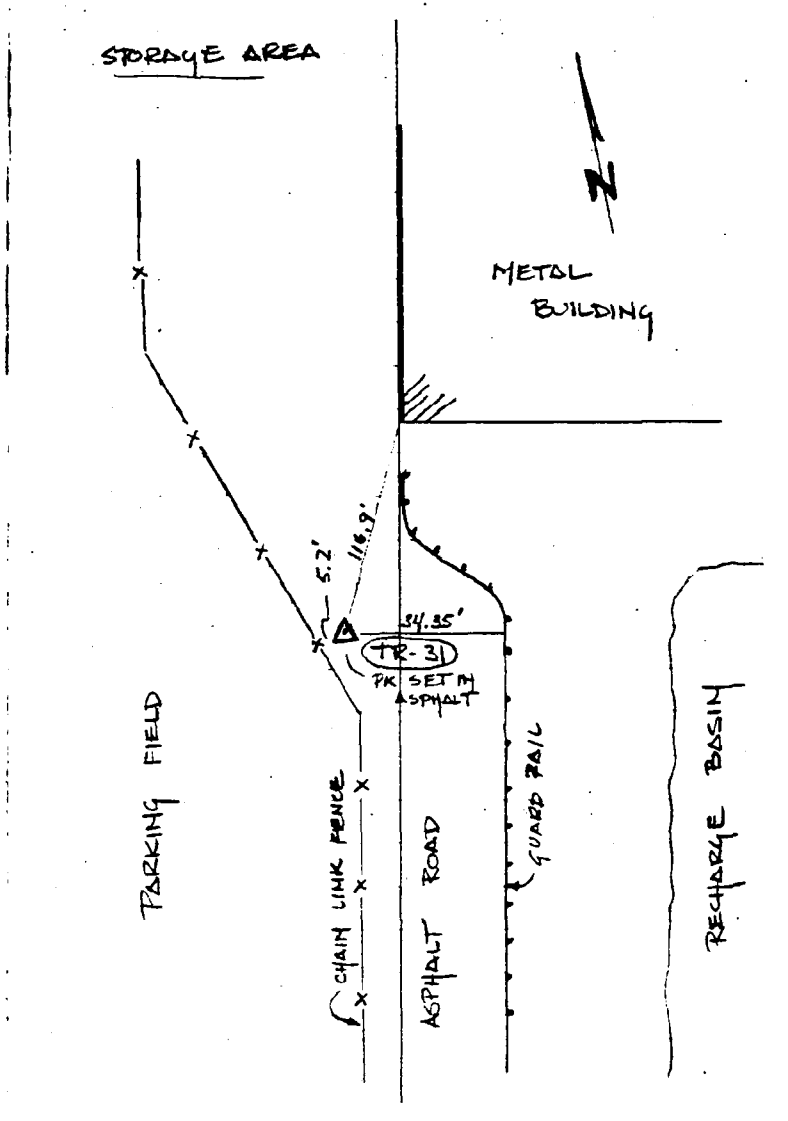 STORAGE AREA
N
METAL
BUILDING
116.9'
5.2'
34.35'
TR-31
PK SET IN
ASPHALT
PARKING FIELD
CHAIN LINK FENCE
ASPHALT ROAD
GUARD RAIL
RECHARGE BASIN